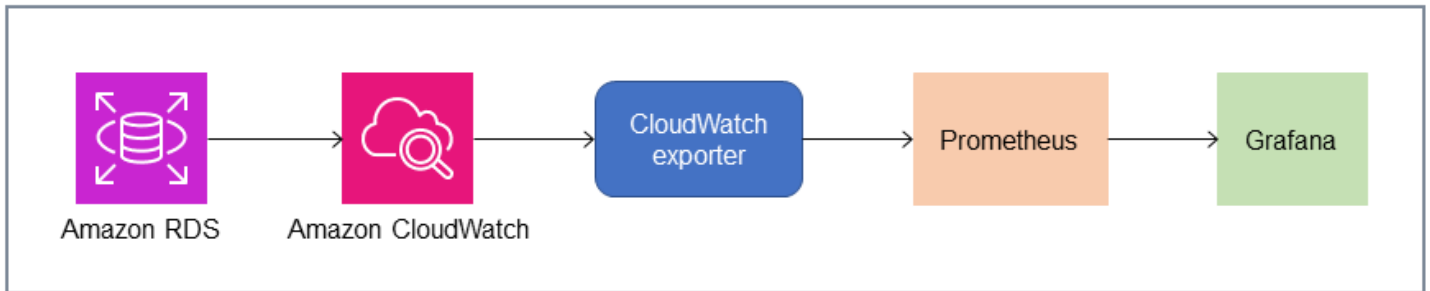 CloudWatch
exporter
Prometheus
Grafana
Amazon RDS
Amazon CloudWatch